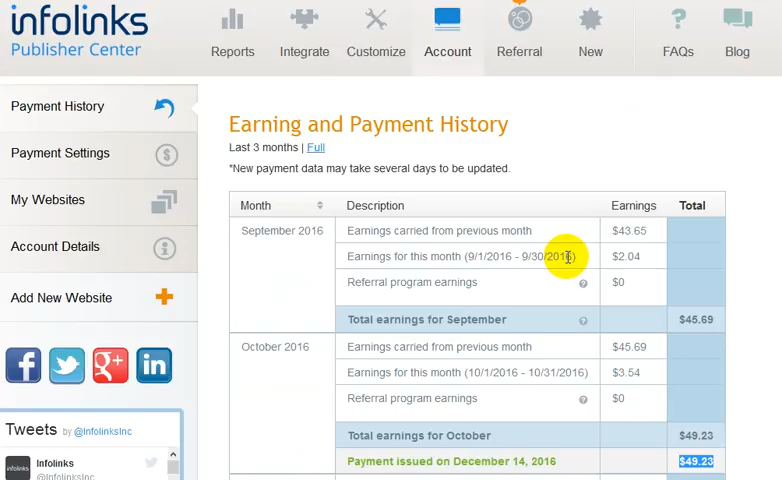 infolinks
Publisher Center
Reports
Integrate
Customize
Account
Referral
New
FAQs
Blog
Payment History
Payment Settings
My Websites
Account Details
Add New Website
Tweets by @InfolinksInc
infolinks
Infolinks
@InfolinksInc
Earning and Payment History
Last 3 months | Full
*New payment data may take several days to be updated.
Month Description Earnings Total
September 2016 Earnings carried from previous month $43.65
Earnings for this month (9/1/2016 - 9/30/2016) $2.04
Referral program earnings ? $0
Total earnings for September ? $45.69
October 2016 Earnings carried from previous month $45.69
Earnings for this month (10/1/2016 - 10/31/2016) $3.54
Referral program earnings ? $0
Total earnings for October $49.23
Payment issued on December 14, 2016 $49.23